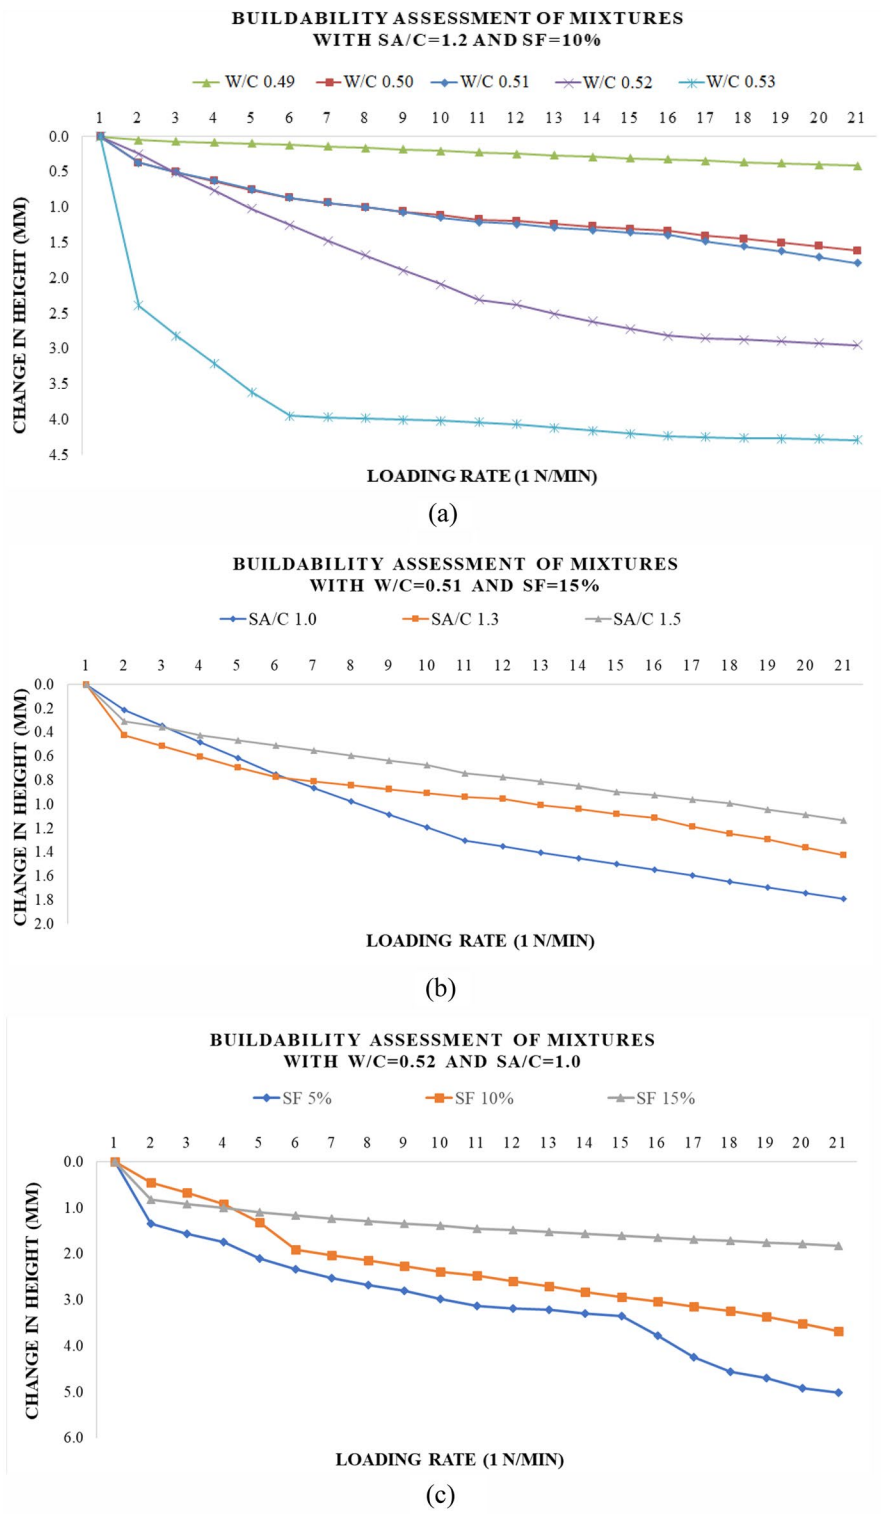 BUILDABILITY ASSESSMENT OF MIXTURES
WITH SA/C=1.2 AND SF=10%
W/C 0.49 W/C 0.50 W/C 0.51 W/C 0.52 W/C 0.53
1 2 3 4 5 6 7 8 9 10 11 12 13 14 15 16 17 18 19 20 21
0.0
0.5
1.0
1.5
2.0
2.5
3.0
3.5
4.0
4.5
CHANGE IN HEIGHT (MM)
LOADING RATE (1 N/MIN)
(a)
BUILDABILITY ASSESSMENT OF MIXTURES
WITH W/C=0.51 AND SF=15%
SA/C 1.0 SA/C 1.3 SA/C 1.5
1 2 3 4 5 6 7 8 9 10 11 12 13 14 15 16 17 18 19 20 21
0.0
0.2
0.4
0.6
0.8
1.0
1.2
1.4
1.6
1.8
2.0
CHANGE IN HEIGHT (MM)
LOADING RATE (1 N/MIN)
(b)
BUILDABILITY ASSESSMENT OF MIXTURES
WITH W/C=0.52 AND SA/C=1.0
SF 5% SF 10% SF 15%
1 2 3 4 5 6 7 8 9 10 11 12 13 14 15 16 17 18 19 20 21
0.0
1.0
2.0
3.0
4.0
5.0
6.0
CHANGE IN HEIGHT (MM)
LOADING RATE (1 N/MIN)
(c)